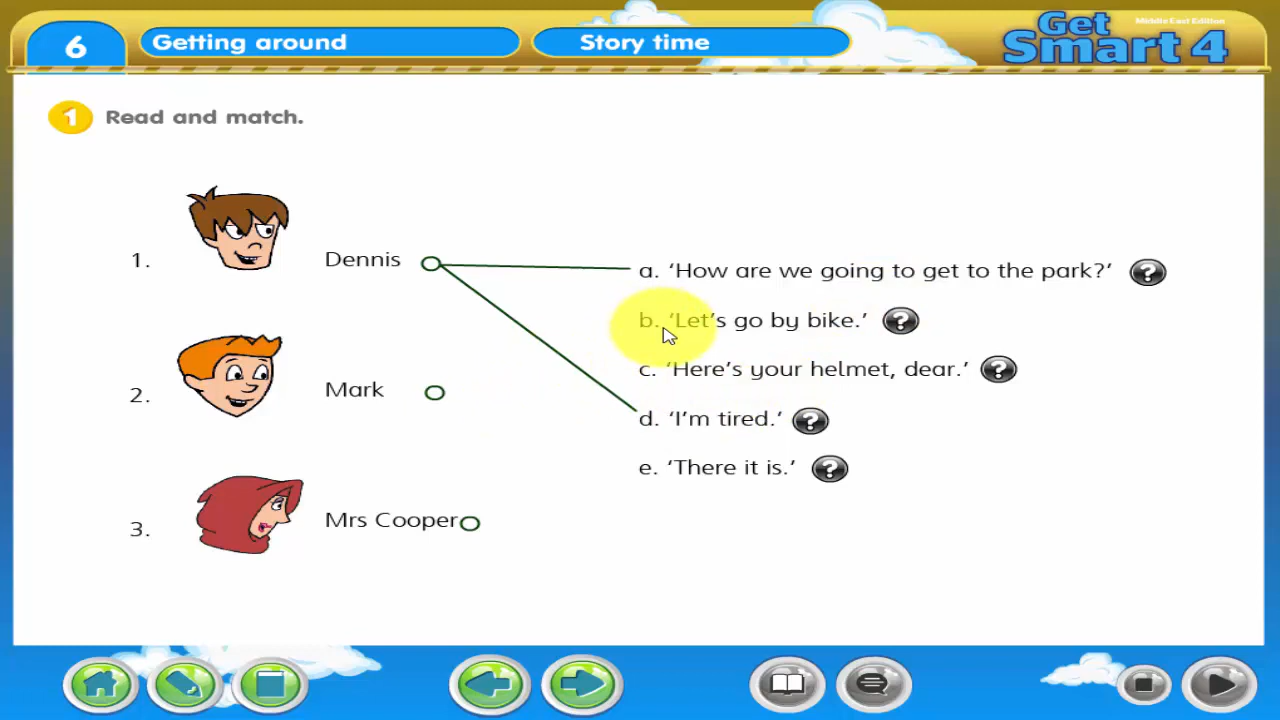 6
Getting around
Story time
Middle East Edition
Get
Smart 4
1 Read and match.
1. Dennis
2. Mark
3. Mrs Cooper
a. ‘How are we going to get to the park?’ ?
b. ‘Let’s go by bike.’ ?
c. ‘Here’s your helmet, dear.’ ?
d. ‘I’m tired.’ ?
e. ‘There it is.’ ?